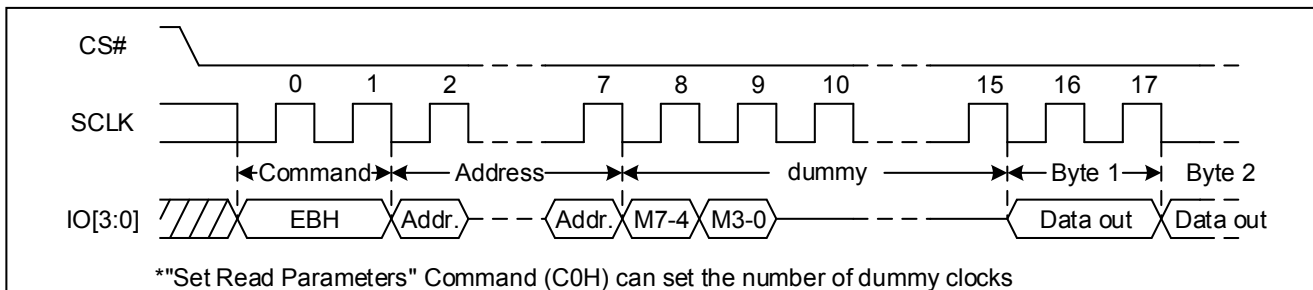 CS#
0 1 2 7 8 9 10 15 16 17
SCLK
Command Address dummy Byte 1 Byte 2
IO[3:0] EBH Addr. Addr. M7-4 M3-0 Data out Data out
*"Set Read Parameters" Command (C0H) can set the number of dummy clocks